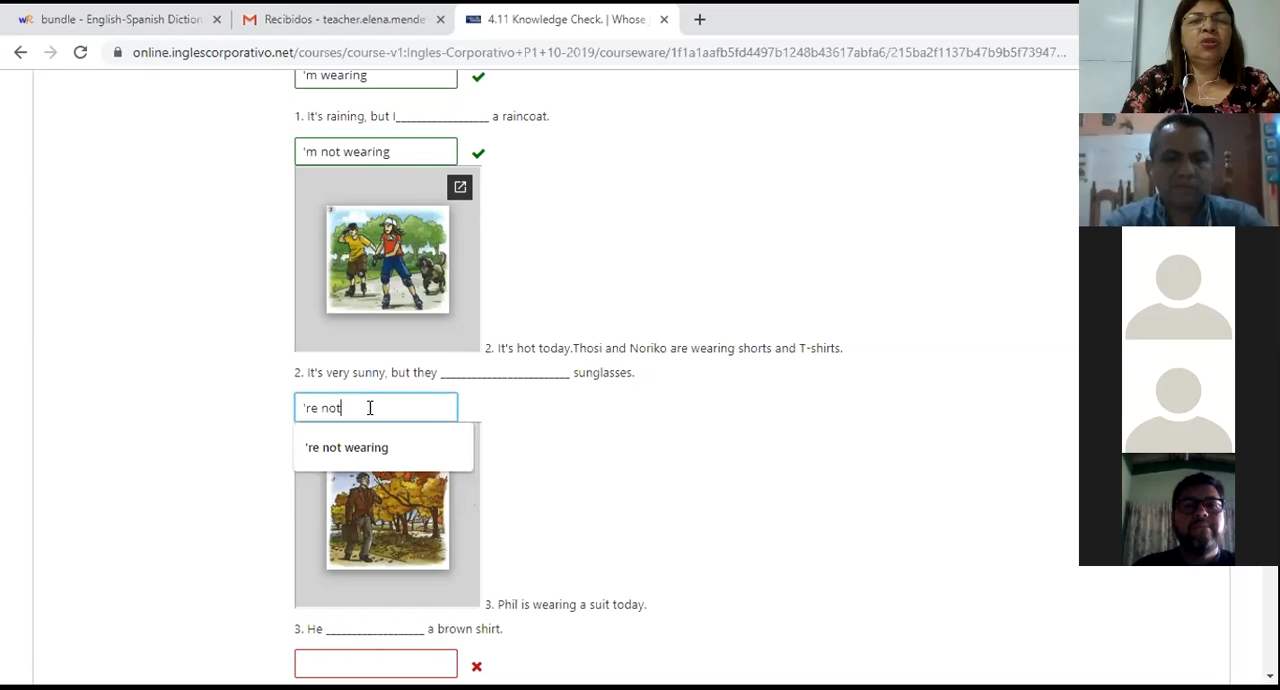 bundle - English-Spanish Diction
Recibidos - teacher.elena.mende
4.11 Knowledge Check. | Whose
online.inglescorporativo.net/courses/course-v1:Ingles-Corporativo+P1+10-2019/courseware/1f1a1aafb5fd4497b1248b43617abfa6/215ba2f1137b47b9b5f73947...
'm wearing
1. It's raining, but I_________________ a raincoat.
'm not wearing
2. It's hot today.Thosi and Noriko are wearing shorts and T-shirts.
2. It's very sunny, but they ________________________ sunglasses.
're not
're not wearing
3. Phil is wearing a suit today.
3. He __________________ a brown shirt.